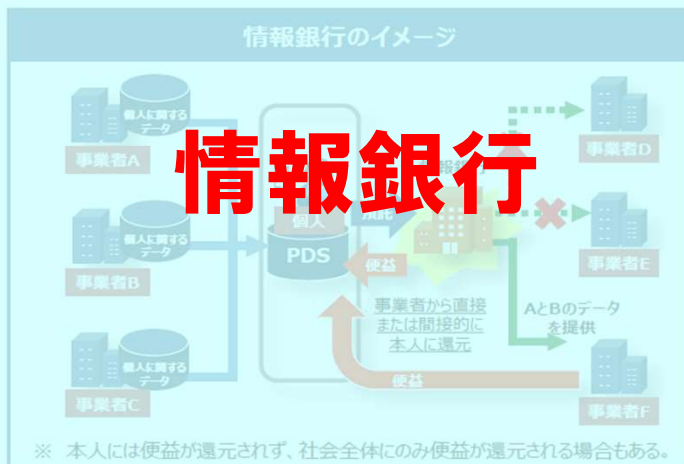 情報銀行のイメージ
情報銀行
個人に関する
データ
事業者A
個人に関する
データ
事業者B
個人に関する
データ
事業者C
個人
PDS
預託
便益
事業者から直接
または間接的に
本人に還元
便益
AとBのデータ
を提供
事業者D
事業者E
事業者F
※ 本人には便益が還元されず、社会全体にのみ便益が還元される場合もある。